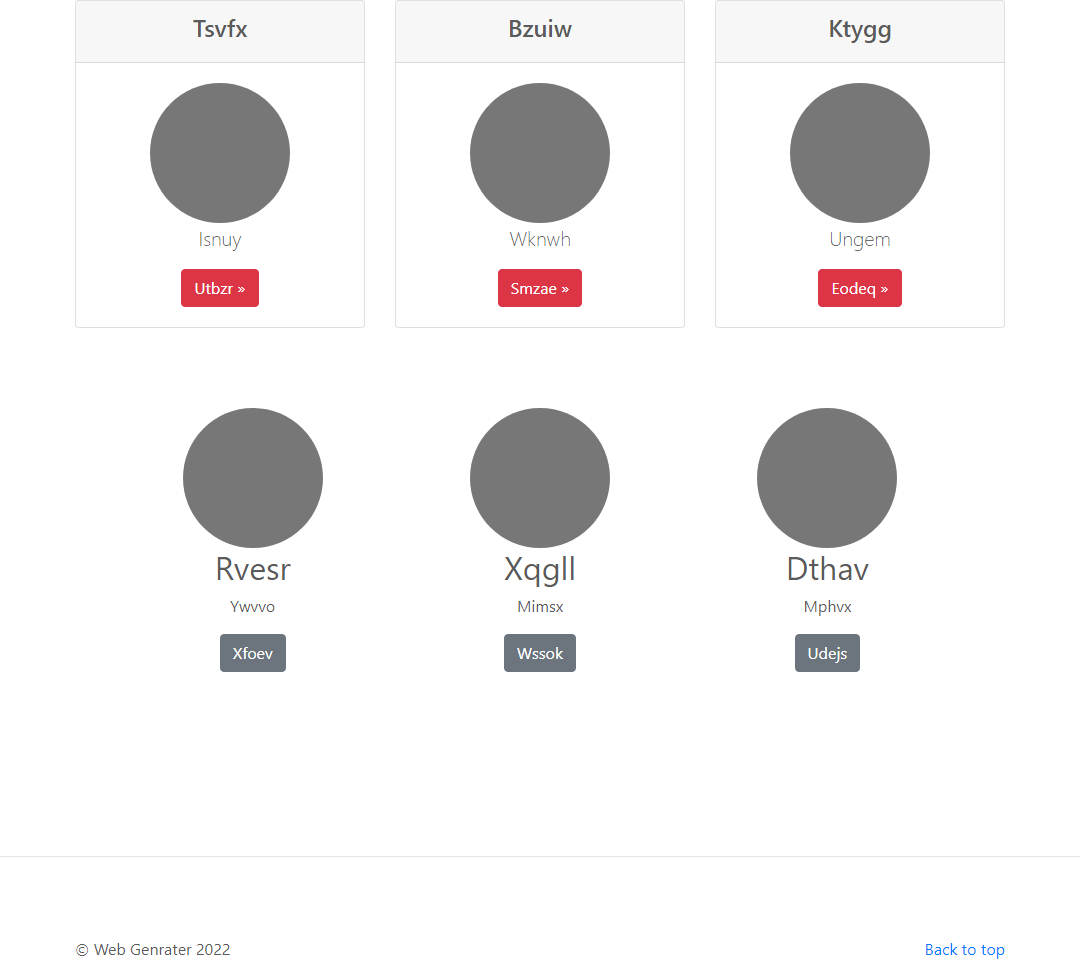 Tsvfx
Bzuiw
Ktygg
Isnuy
Wknwh
Ungem
Utbzr »
Smzae »
Eodeq »
Rvesr
Xqgll
Dthav
Ywvvo
Mimsx
Mphvx
Xfoev
Wssok
Udejs
© Web Genrater 2022
Back to top